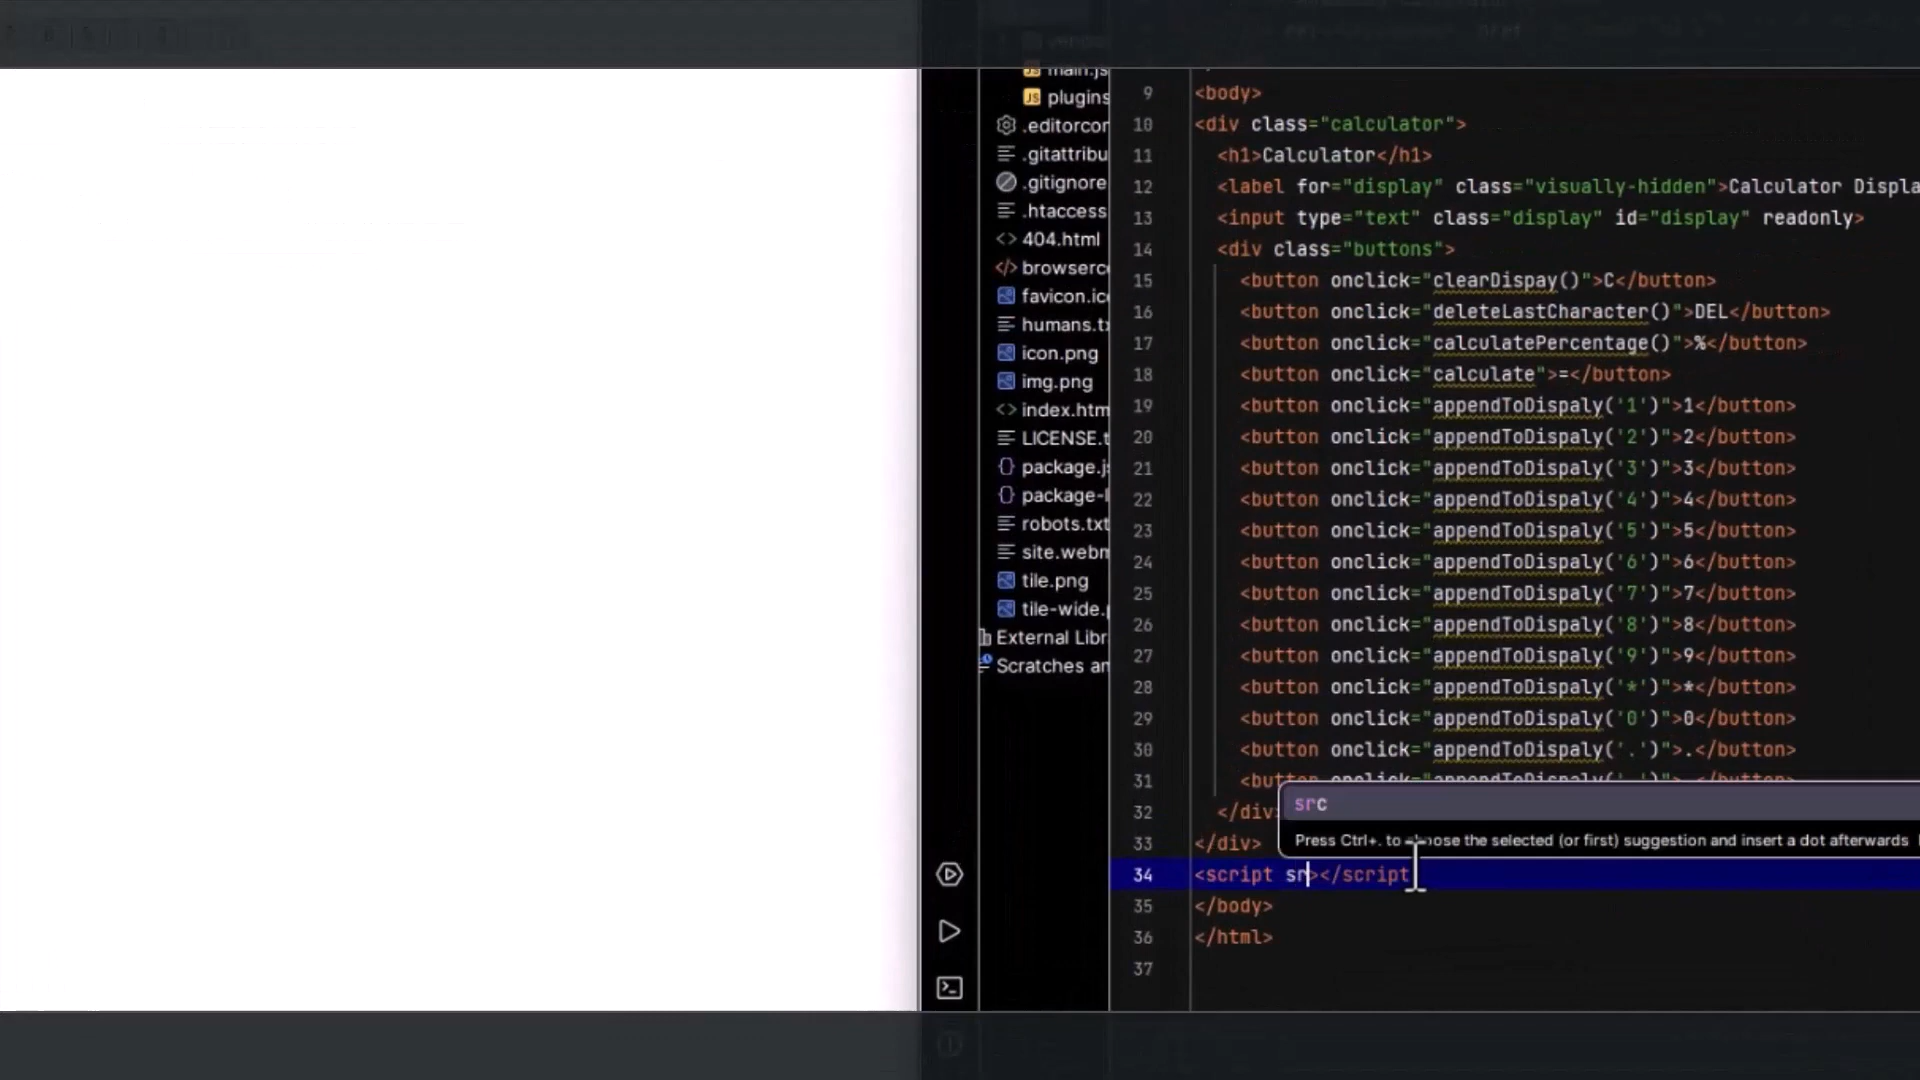 main.js
plugins
.editorcor
.gitattribu
.gitignore
.htaccess
404.html
browserc
favicon.ic
humans.tx
icon.png
img.png
index.htm
LICENSE.t
package.j
package-l
robots.txt
site.webm
tile.png
tile-wide.
External Libr
Scratches an
9 <body>
10 <div class="calculator">
11 <h1>Calculator</h1>
12 <label for="display" class="visually-hidden">Calculator Displa
13 <input type="text" class="display" id="display" readonly>
14 <div class="buttons">
15 <button onclick="clearDispay()">C</button>
16 <button onclick="deleteLastCharacter()">DEL</button>
17 <button onclick="calculatePercentage()">%</button>
18 <button onclick="calculate">=</button>
19 <button onclick="appendToDispaly('1')">1</button>
20 <button onclick="appendToDispaly('2')">2</button>
21 <button onclick="appendToDispaly('3')">3</button>
22 <button onclick="appendToDispaly('4')">4</button>
23 <button onclick="appendToDispaly('5')">5</button>
24 <button onclick="appendToDispaly('6')">6</button>
25 <button onclick="appendToDispaly('7')">7</button>
26 <button onclick="appendToDispaly('8')">8</button>
27 <button onclick="appendToDispaly('9')">9</button>
28 <button onclick="appendToDispaly('*')">*</button>
29 <button onclick="appendToDispaly('0')">0</button>
30 <button onclick="appendToDispaly('.')">.</button>
31
src
32 </div>
Press Ctrl+. to choose the selected (or first) suggestion and insert a dot afterwards
33 </div>
34 <script sr></script
35 </body>
36 </html>
37